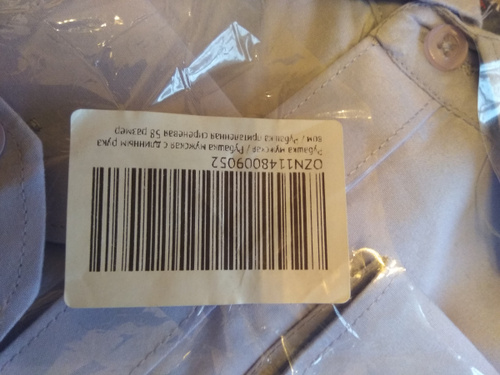 OZN1148009052
Рубашка мужская / Рубашка мужская с длинным рука
вом / Рубашка приталенная сиреневая 58 размер